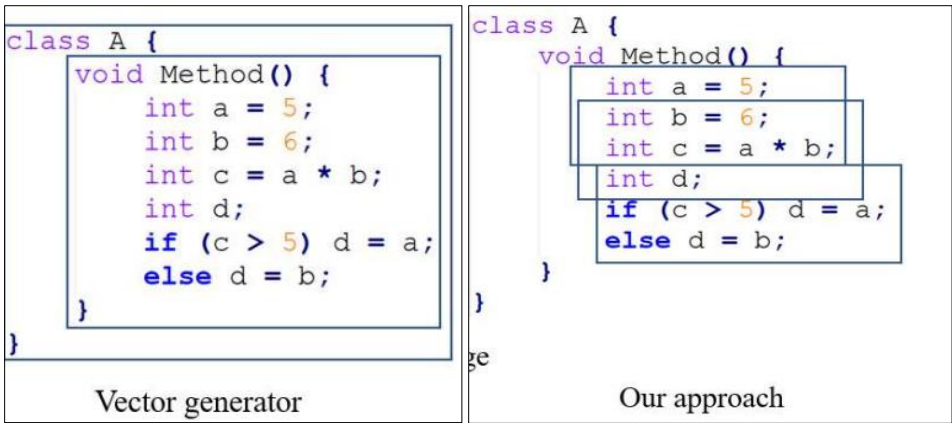 class A {
void Method() {
int a = 5;
int b = 6;
int c = a * b;
int d;
if (c > 5) d = a;
else d = b;
}
}
Vector generator
class A {
void Method() {
int a = 5;
int b = 6;
int c = a * b;
int d;
if (c > 5) d = a;
else d = b;
}
}
ge
Our approach